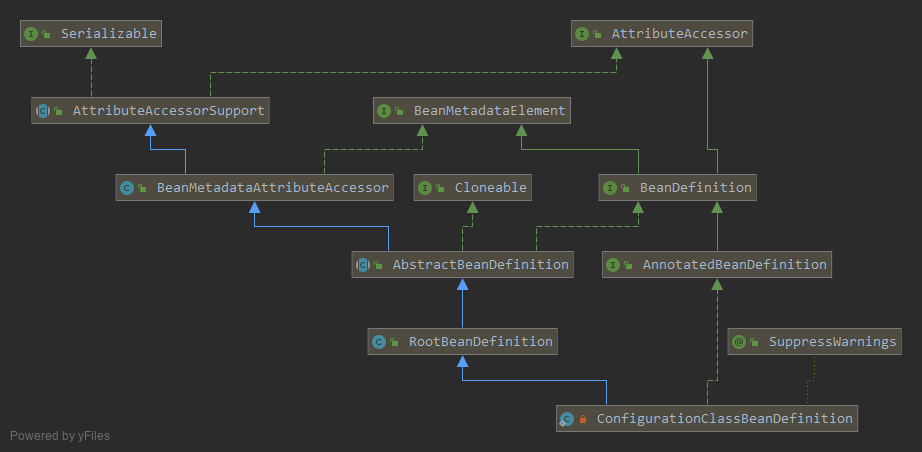 Serializable
AttributeAccessor
AttributeAccessorSupport
BeanMetadataElement
BeanMetadataAttributeAccessor
Cloneable
BeanDefinition
AbstractBeanDefinition
AnnotatedBeanDefinition
RootBeanDefinition
SuppressWarnings
ConfigurationClassBeanDefinition
Powered by yFiles